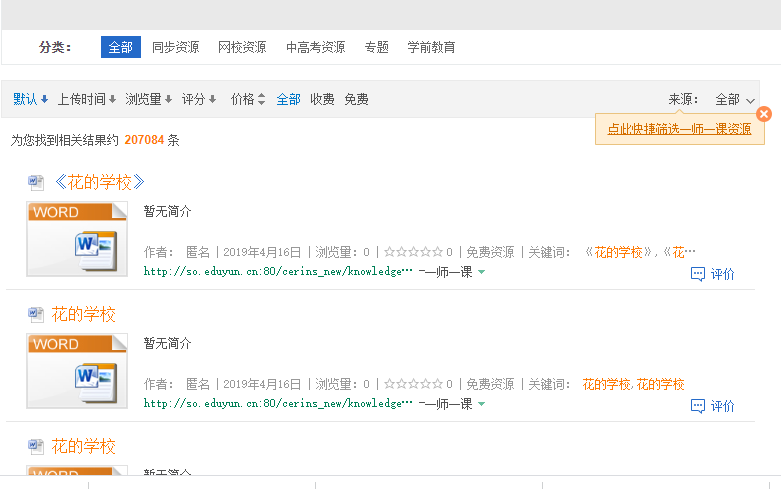 分类: 全部 同步资源 网校资源 中高考资源 专题 学前教育
默认 上传时间 浏览量 评分 价格 全部 收费 免费 来源: 全部
点此快捷筛选一师一课资源
为您找到相关结果约 207084 条
《花的学校》
WORD
暂无简介
作者: 匿名 | 2019年4月16日 | 浏览量: 0 | ☆☆☆☆☆ 0 | 免费资源 | 关键词: 《花的学校》,《花…
http://so.eduyun.cn:80/cerins_new/knowledge… -一师一课
评价
花的学校
WORD
暂无简介
作者: 匿名 | 2019年4月16日 | 浏览量: 0 | ☆☆☆☆☆ 0 | 免费资源 | 关键词: 花的学校,花的学校
http://so.eduyun.cn:80/cerins_new/knowledge… -一师一课
评价
花的学校
WORD
暂无简介